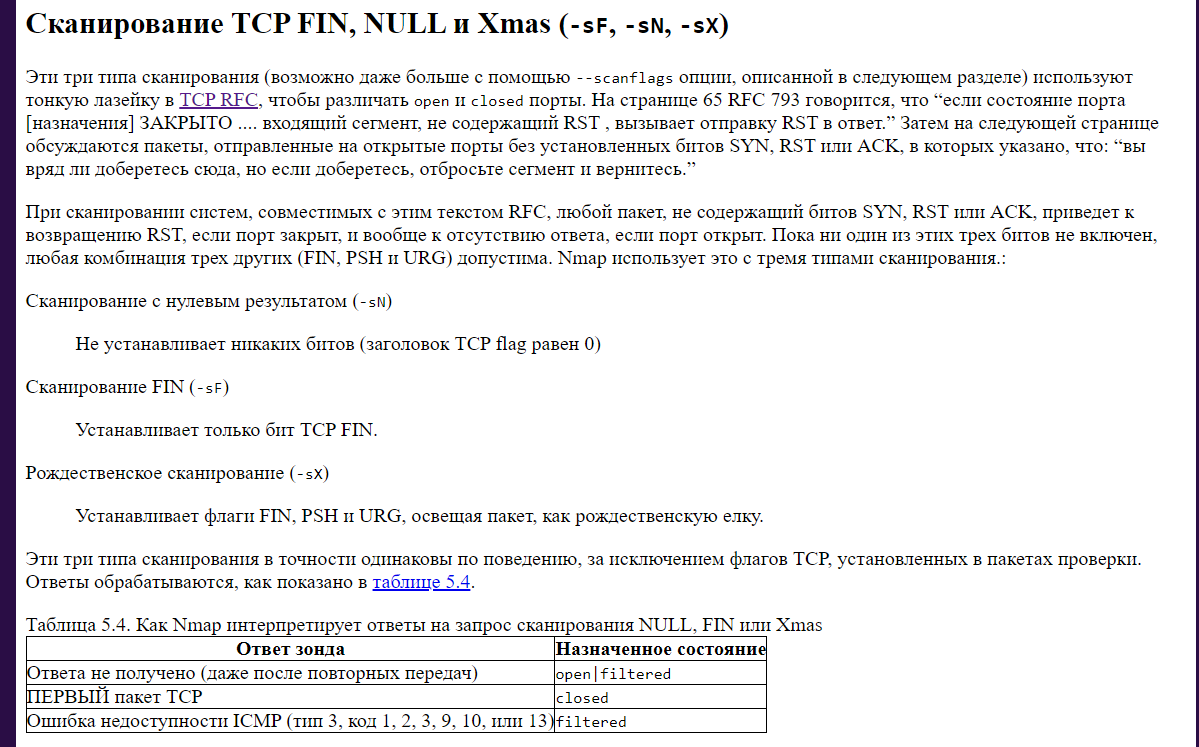 Сканирование TCP FIN, NULL и Xmas (-sF, -sN, -sX)
Эти три типа сканирования (возможно даже больше с помощью --scanflags опции, описанной в следующем разделе) используют
тонкую лазейку в TCP RFC, чтобы различать open и closed порты. На странице 65 RFC 793 говорится, что “если состояние порта
[назначения] ЗАКРЫТО .... входящий сегмент, не содержащий RST , вызывает отправку RST в ответ.” Затем на следующей странице
обсуждаются пакеты, отправленные на открытые порты без установленных битов SYN, RST или ACK, в которых указано, что: “вы
вряд ли доберетесь сюда, но если доберетесь, отбросьте сегмент и вернитесь.”
При сканировании систем, совместимых с этим текстом RFC, любой пакет, не содержащий битов SYN, RST или ACK, приведет к
возвращению RST, если порт закрыт, и вообще к отсутствию ответа, если порт открыт. Пока ни один из этих трех битов не включен,
любая комбинация трех других (FIN, PSH и URG) допустима. Nmap использует это с тремя типами сканирования.:
Сканирование с нулевым результатом (-sN)
Не устанавливает никаких битов (заголовок TCP flag равен 0)
Сканирование FIN (-sF)
Устанавливает только бит TCP FIN.
Рождественское сканирование (-sX)
Устанавливает флаги FIN, PSH и URG, освещая пакет, как рождественскую елку.
Эти три типа сканирования в точности одинаковы по поведению, за исключением флагов TCP, установленных в пакетах проверки.
Ответы обрабатываются, как показано в таблице 5.4.
Таблица 5.4. Как Nmap интерпретирует ответы на запрос сканирования NULL, FIN или Xmas
Ответ зонда Назначенное состояние
Ответа не получено (даже после повторных передач) open|filtered
ПЕРВЫЙ пакет TCP closed
Ошибка недоступности ICMP (тип 3, код 1, 2, 3, 9, 10, или 13) filtered